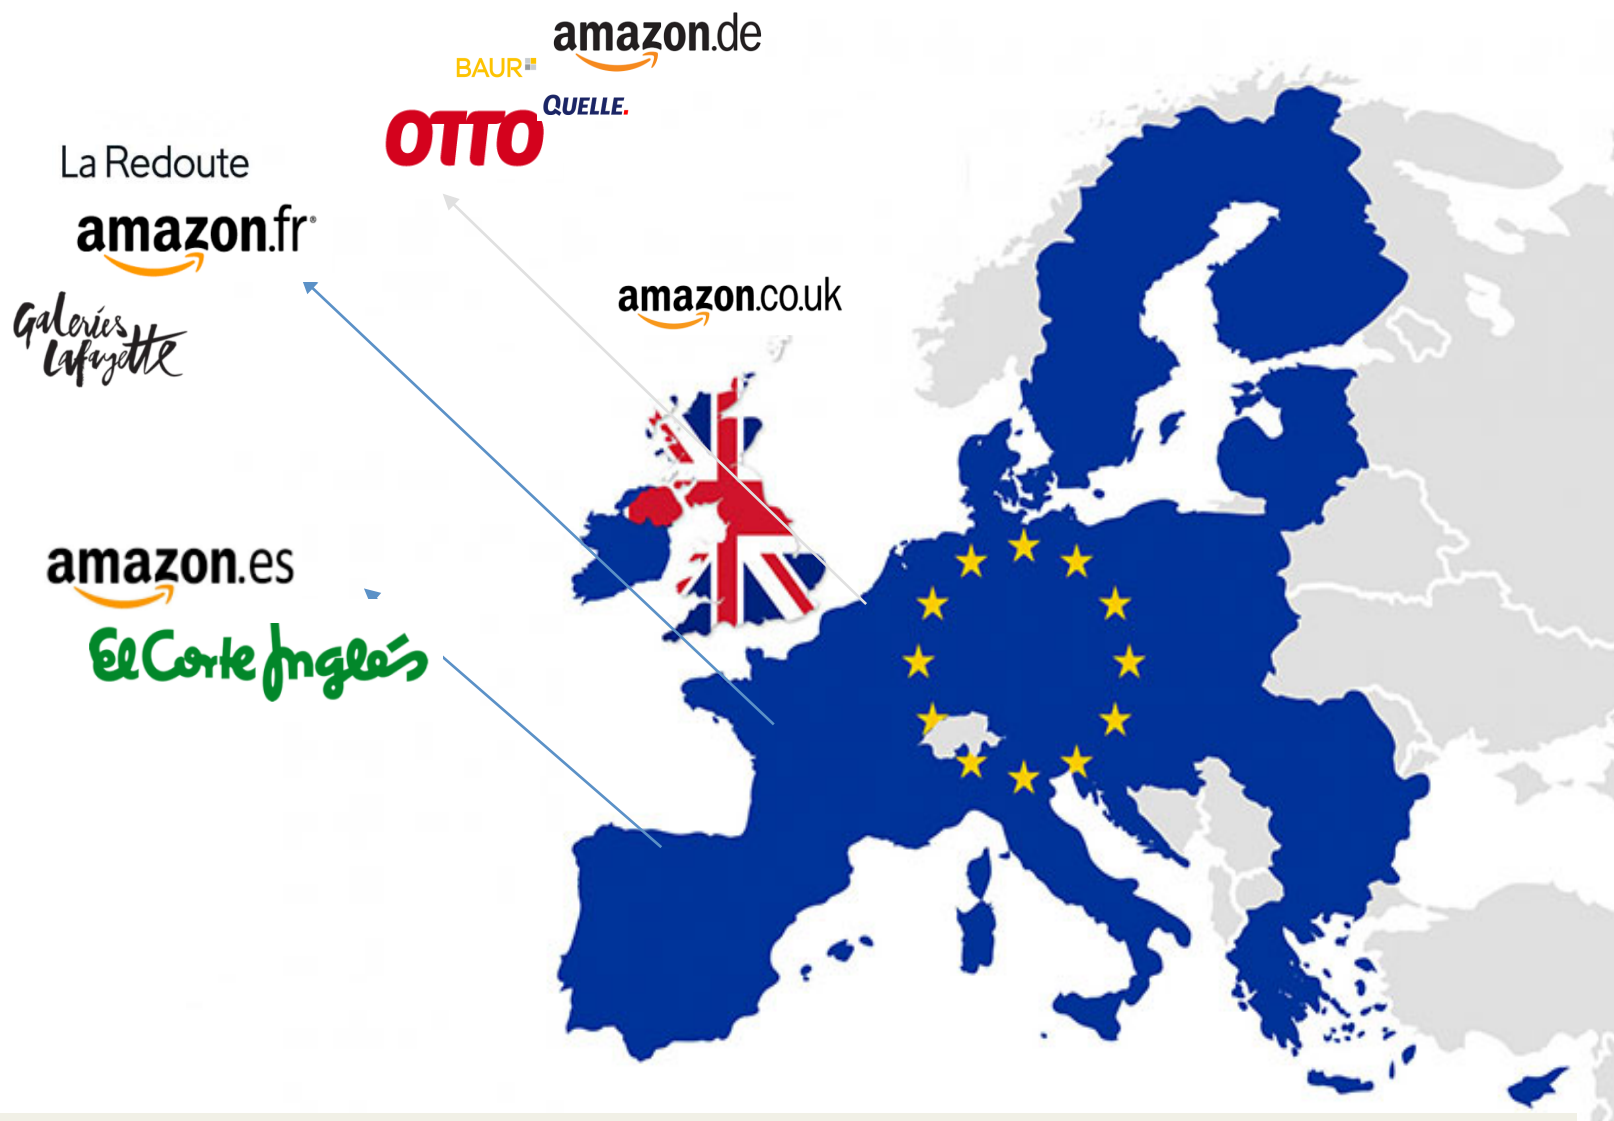 amazon.de
BAUR
QUELLE.
OTTO
La Redoute
amazon.fr®
Galeries
Lafayette
amazon.co.uk
amazon.es
El Corte Inglés